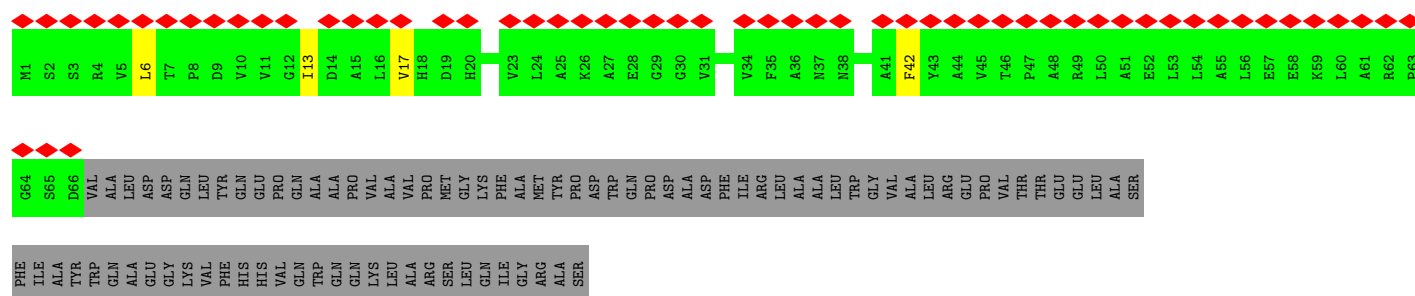 M1 S2 S3 R4 V5 L6 T7 P8 D9 V10 V11 G12 I13 D14 A15 L16 V17 H18 D19 H20 V23 L24 A25 K26 A27 E28 G29 G30 V31 V34 F35 A36 N37 N38 A41 F42 Y43 A44 V45 T46 P47 A48 R49 L50 A51 E52 L53 L54 A55 L56 E57 E58 K59 L60 A61 R62 P63
G64 S65 D66 VAL ALA LEU ASP ASP GLN LEU TYR GLN GLU PRO GLN ALA ALA PRO VAL ALA VAL PRO MET GLY LYS PHE ALA MET TYR PRO ASP TRP GLN PRO ASP ALA ASP PHE ILE ARG LEU ALA ALA LEU TRP GLY VAL ALA LEU ARG GLU PRO VAL THR THR GLU GLU LEU ALA SER
PHE ILE ALA TYR TRP GLN ALA GLU GLY LYS VAL PHE HIS HIS VAL GLN TRP GLN GLN LYS LEU ALA ARG SER LEU GLN ILE GLY ARG ALA SER